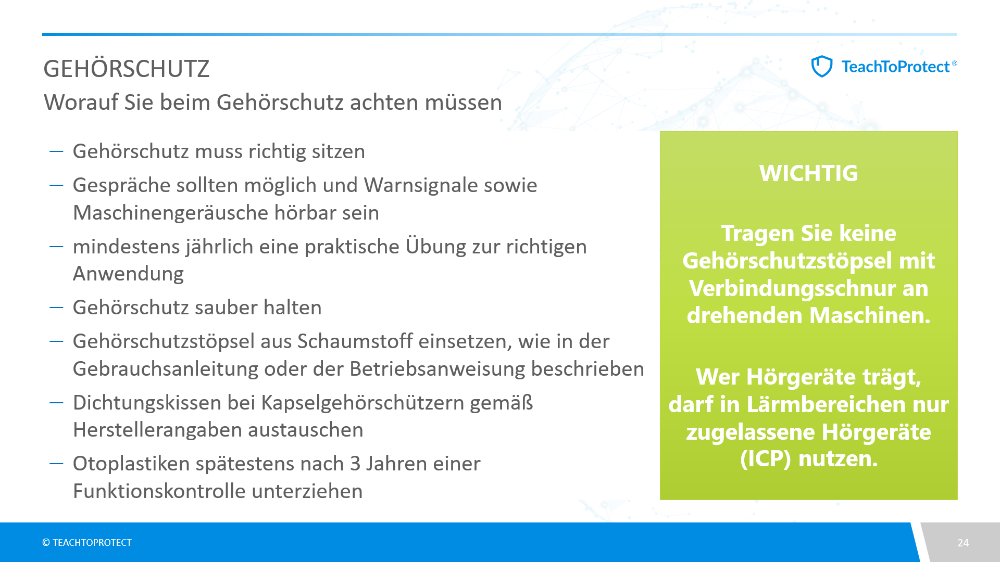 GEHÖRSCHUTZ
TeachToProtect®
Worauf Sie beim Gehörschutz achten müssen
— Gehörschutz muss richtig sitzen
— Gespräche sollten möglich und Warnsignale sowie
Maschinengeräusche hörbar sein
— mindestens jährlich eine praktische Übung zur richtigen
Anwendung
— Gehörschutz sauber halten
— Gehörschutzstöpsel aus Schaumstoff einsetzen, wie in der
Gebrauchsanleitung oder der Betriebsanweisung beschrieben
— Dichtungskissen bei Kapselgehörschützern gemäß
Herstellerangaben austauschen
— Otoplastiken spätestens nach 3 Jahren einer
Funktionskontrolle unterziehen
WICHTIG
Tragen Sie keine
Gehörschutzstöpsel mit
Verbindungsschnur an
drehenden Maschinen.
Wer Hörgeräte trägt,
darf in Lärmbereichen nur
zugelassene Hörgeräte
(ICP) nutzen.
© TEACHTOPROTECT
24